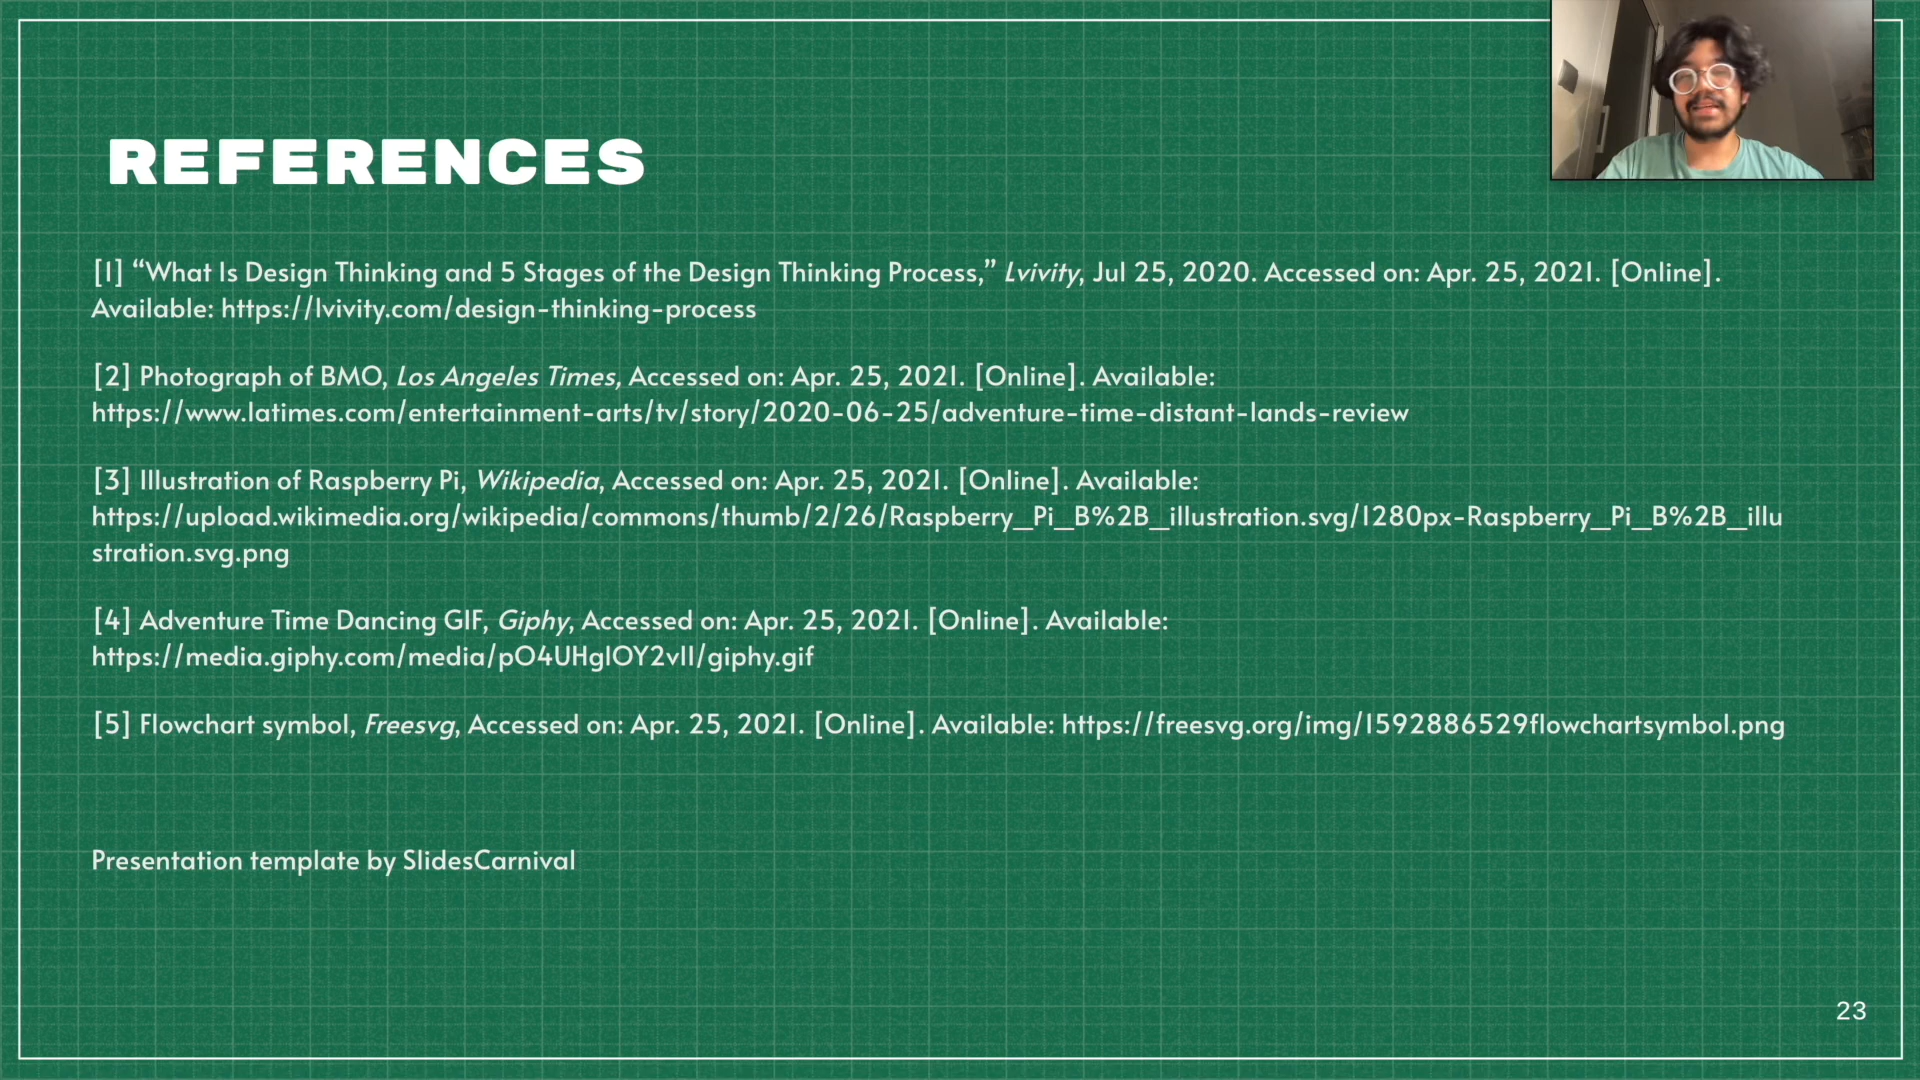 REFERENCES
[1] “What Is Design Thinking and 5 Stages of the Design Thinking Process,” Lvivity, Jul 25, 2020. Accessed on: Apr. 25, 2021. [Online].
Available: https://lvivity.com/design-thinking-process
[2] Photograph of BMO, Los Angeles Times, Accessed on: Apr. 25, 2021. [Online]. Available:
https://www.latimes.com/entertainment-arts/tv/story/2020-06-25/adventure-time-distant-lands-review
[3] Illustration of Raspberry Pi, Wikipedia, Accessed on: Apr. 25, 2021. [Online]. Available:
https://upload.wikimedia.org/wikipedia/commons/thumb/2/26/Raspberry_Pi_B%2B_illustration.svg/1280px-Raspberry_Pi_B%2B_illu
stration.svg.png
[4] Adventure Time Dancing GIF, Giphy, Accessed on: Apr. 25, 2021. [Online]. Available:
https://media.giphy.com/media/pO4UHglOY2vII/giphy.gif
[5] Flowchart symbol, Freesvg, Accessed on: Apr. 25, 2021. [Online]. Available: https://freesvg.org/img/1592886529flowchartsymbol.png
Presentation template by SlidesCarnival
23